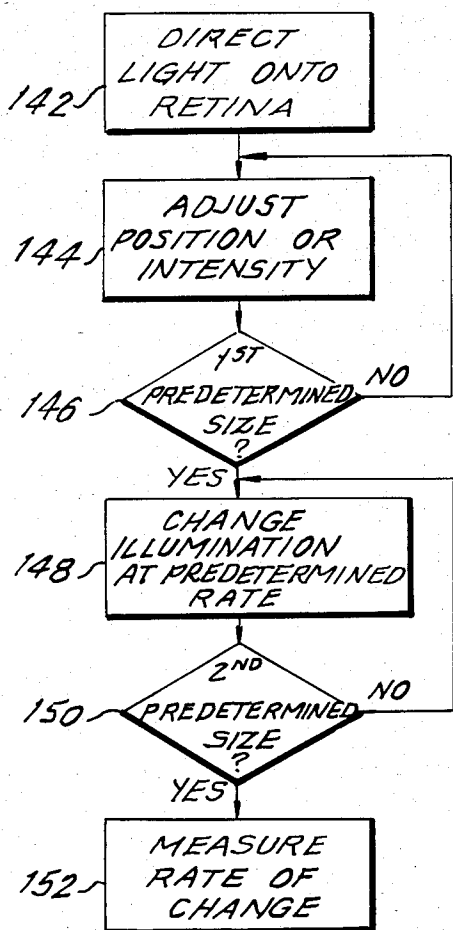 DIRECT
LIGHT ONTO
RETINA
142
ADJUST
POSITION OR
INTENSITY
144
1ST
PREDETERMINED
SIZE
?
146
NO
YES
CHANGE
ILLUMINATION
AT PREDETERMINED
RATE
148
2ND
PREDETERMINED
SIZE
?
150
NO
YES
MEASURE
RATE OF
CHANGE
152